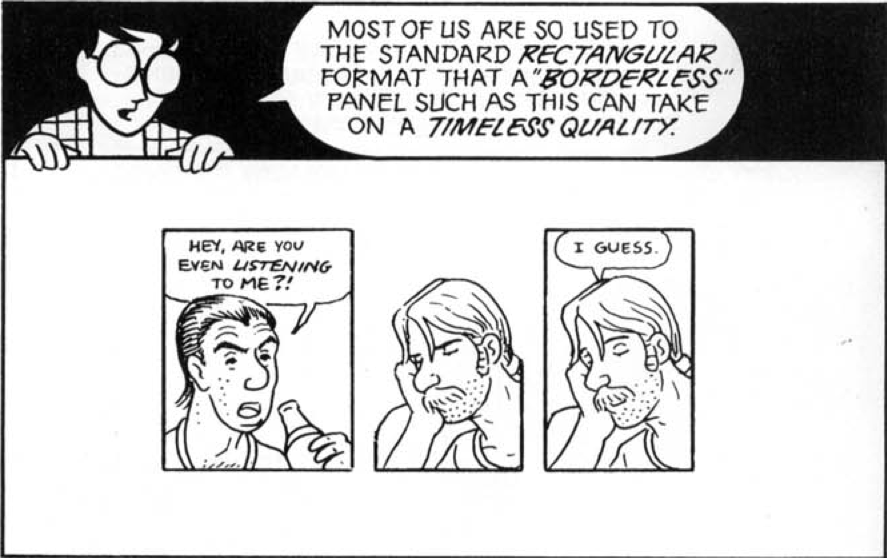 MOST OF US ARE SO USED TO
THE STANDARD RECTANGULAR
FORMAT THAT A "BORDERLESS"
PANEL SUCH AS THIS CAN TAKE
ON A TIMELESS QUALITY.
HEY, ARE YOU
EVEN LISTENING
TO ME?!
I GUESS.